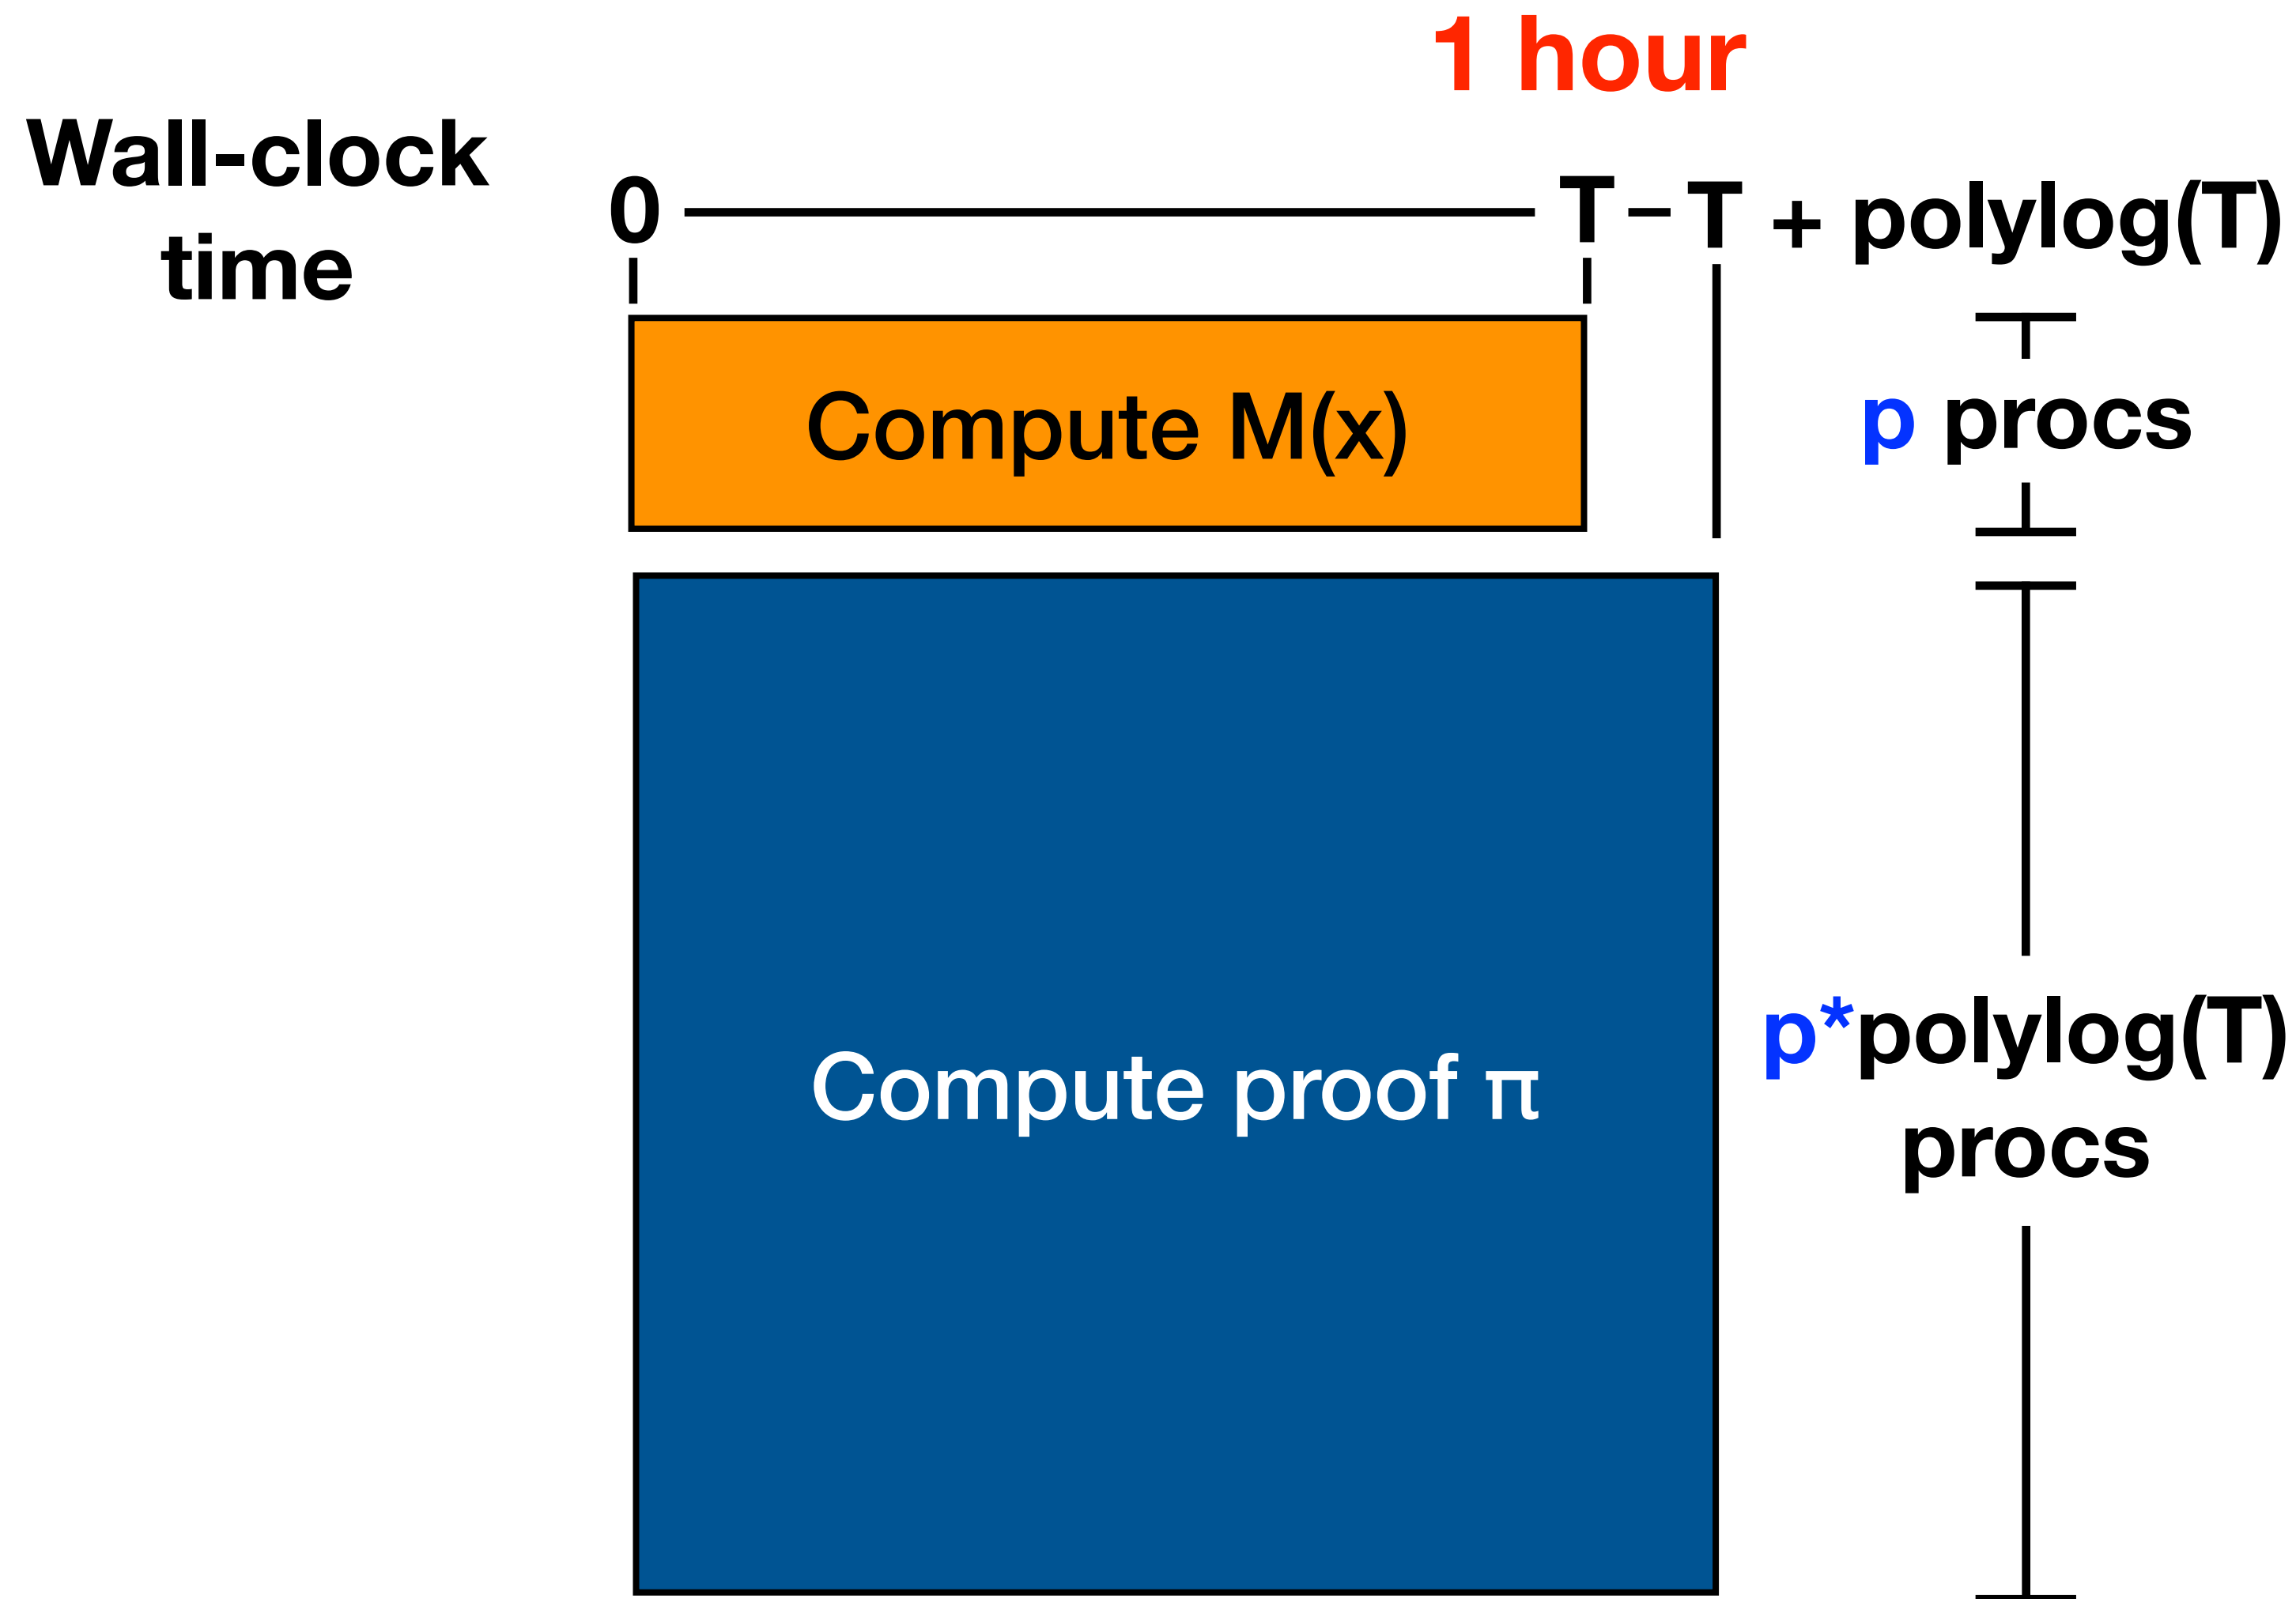 1 hour
Wall-clock
time
0
T
T + polylog(T)
Compute M(x)
p procs
Compute proof π
p*polylog(T)
procs